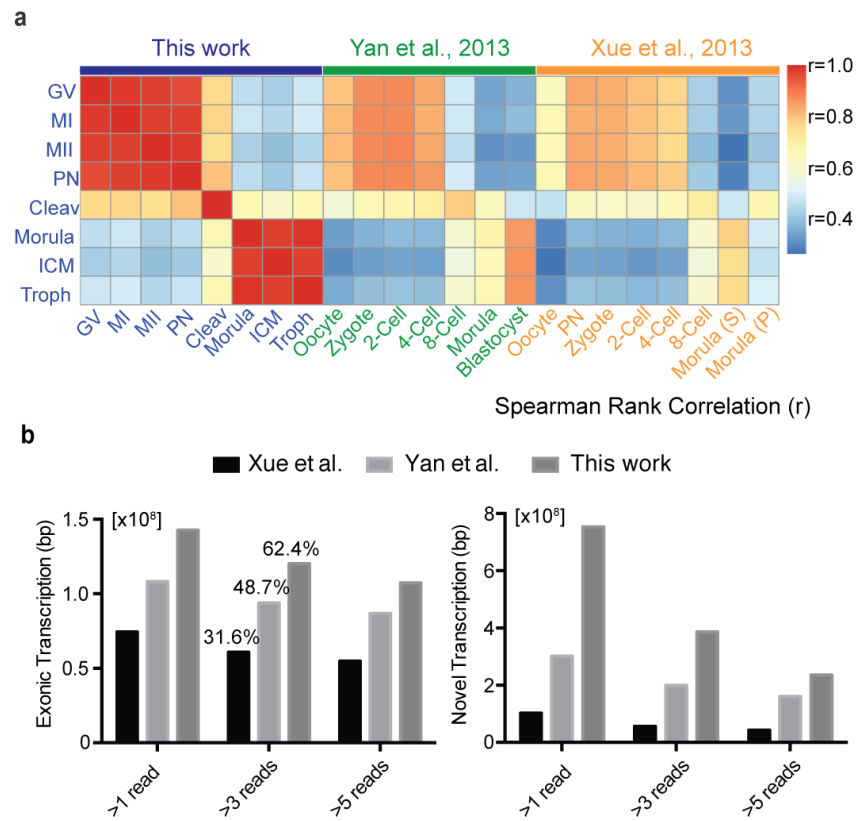 a
This work
Yan et al., 2013
Xue et al., 2013
GV
MI
MII
PN
Cleav
Morula
ICM
Troph
r=1.0
r=0.8
r=0.6
r=0.4
GV
MI
MII
PN
Cleav
Morula
ICM
Troph
Oocyte
Zygote
2-Cell
4-Cell
8-Cell
Morula
Blastocyst
Oocyte
PN
Zygote
2-Cell
4-Cell
8-Cell
Morula (S)
Morula (P)
Spearman Rank Correlation (r)
b
Xue et al.
Yan et al.
This work
Exonic Transcription (bp)
[x10⁸]
1.5
1.0
0.5
0
31.6%
48.7%
62.4%
>1 read
>3 reads
>5 reads
Novel Transcription (bp)
[x10⁸]
8
6
4
2
0
>1 read
>3 reads
>5 reads